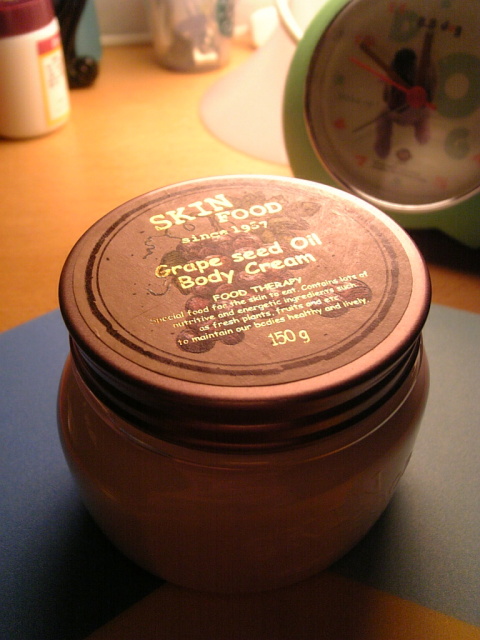 SKIN
FOOD
since 1957
Grape seed Oil
Body Cream
FOOD THERAPY
Special food for the skin to eat. Contains lots of
nutritive and energetic ingredients such
as fresh plants, fruits and etc
to maintain our bodies healthy and lively.
150 g